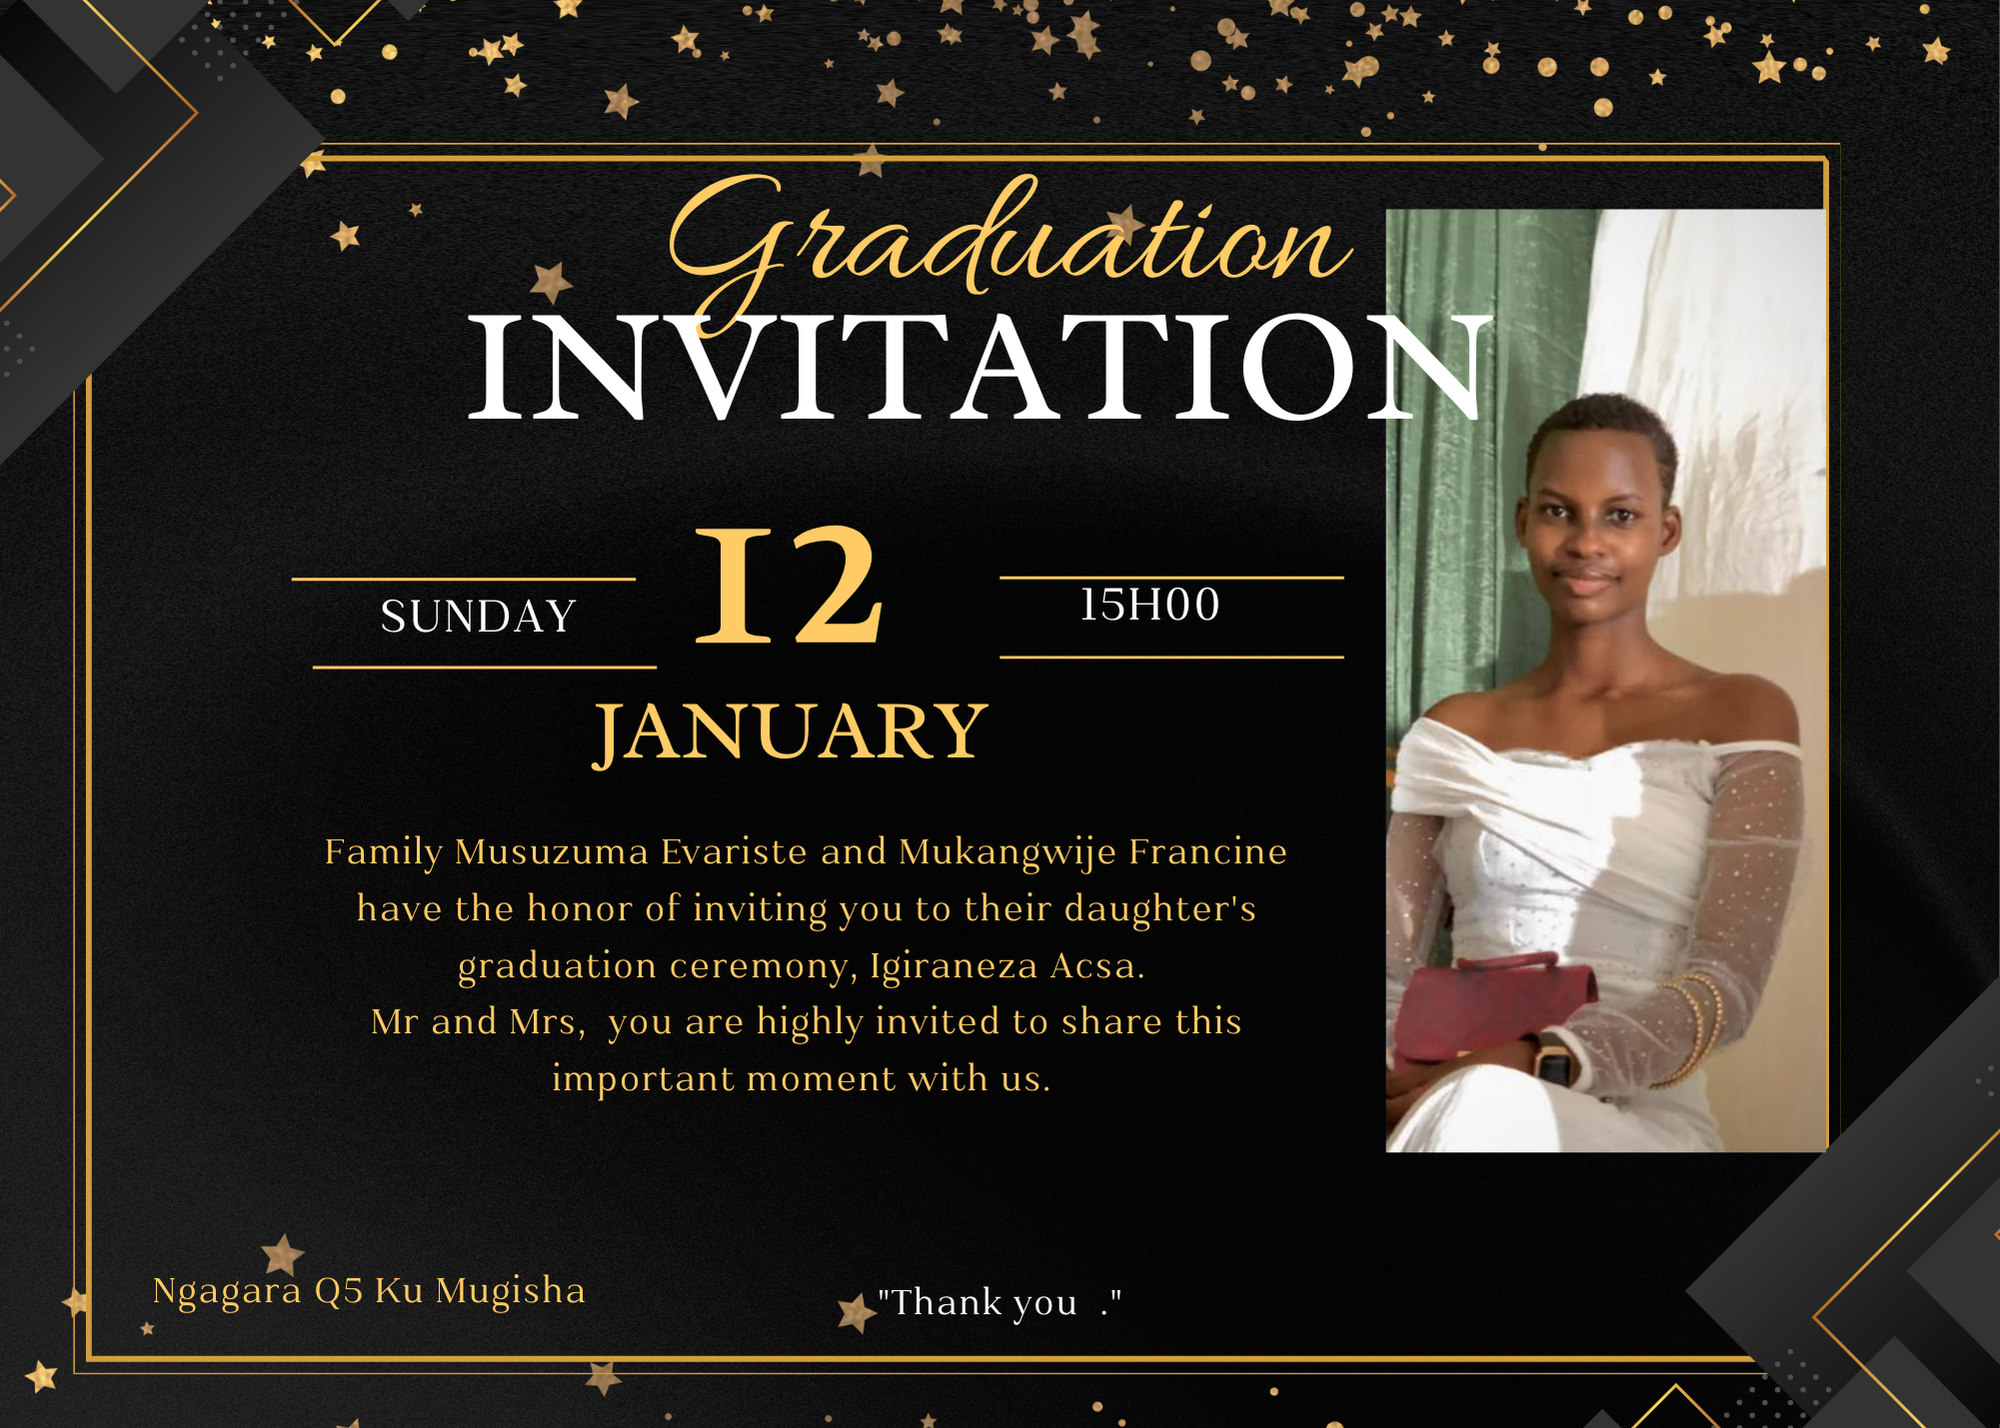 Graduation
INVITATION
SUNDAY
12
15H00
JANUARY
Family Musuzuma Evariste and Mukangwije Francine
have the honor of inviting you to their daughter's
graduation ceremony, Igiraneza Acsa.
Mr and Mrs,  you are highly invited to share this
important moment with us.
Ngagara Q5 Ku Mugisha
"Thank you  ."